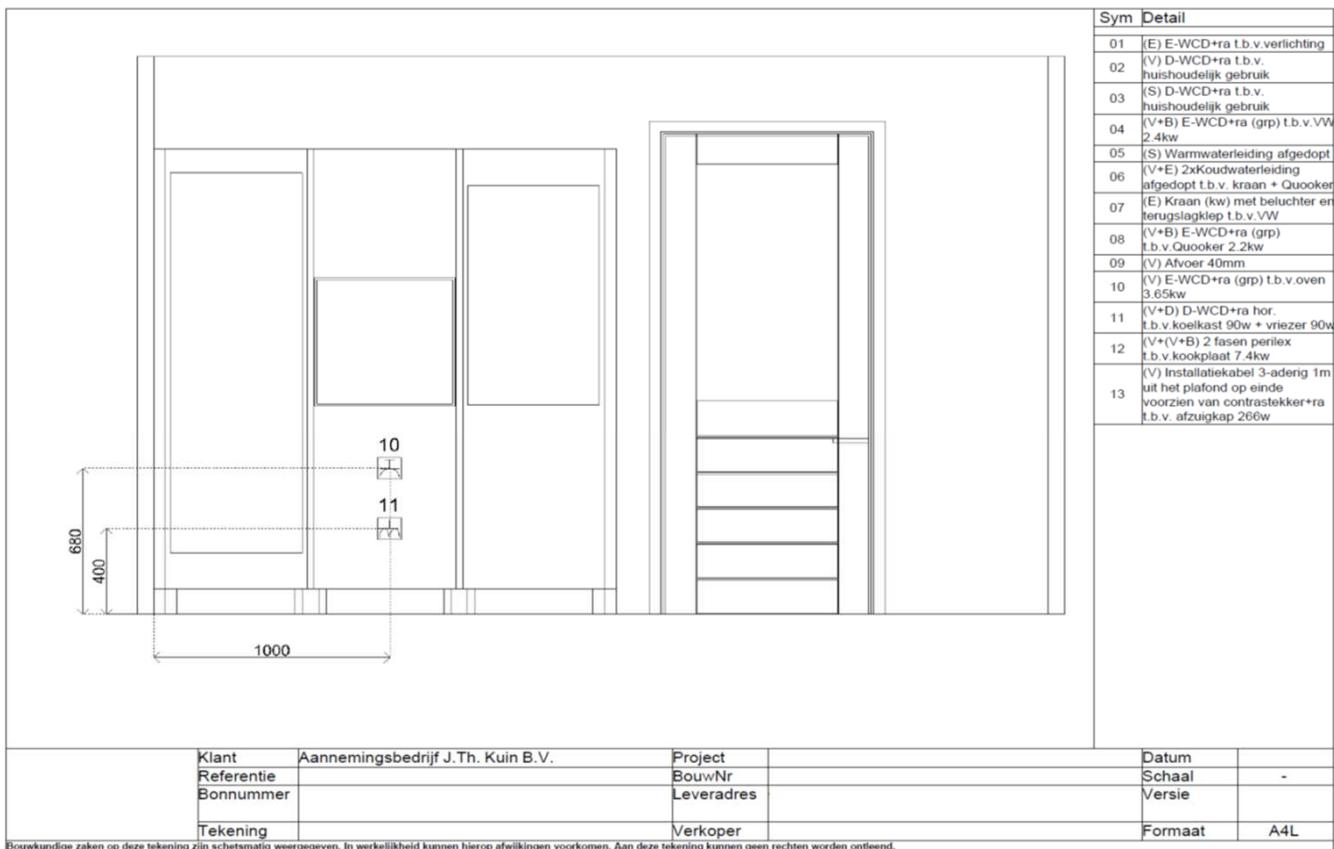 Sym Detail
01 (E) E-WCD+ra t.b.v.verlichting
02 (V) D-WCD+ra t.b.v.
huishoudelijk gebruik
03 (S) D-WCD+ra t.b.v.
huishoudelijk gebruik
04 (V+B) E-WCD+ra (grp) t.b.v.VW
2.4kw
05 (S) Warmwaterleiding afgedopt
06 (V+E) 2xKoudwaterleiding
afgedopt t.b.v. kraan + Quooker
07 (E) Kraan (kw) met beluchter en
terugslagklep t.b.v.VW
08 (V+B) E-WCD+ra (grp)
t.b.v.Quooker 2.2kw
09 (V) Afvoer 40mm
10 (V) E-WCD+ra (grp) t.b.v.oven
3.65kw
11 (V+D) D-WCD+ra hor.
t.b.v.koelkast 90w + vriezer 90w
12 (V+(V+B) 2 fasen perilex
t.b.v.kookplaat 7.4kw
13 (V) Installatiekabel 3-aderig 1m
uit het plafond op einde
voorzien van contrastekker+ra
t.b.v. afzuigkap 266w
10
11
680
400
1000
Klant Aannemingsbedrijf J.Th. Kuin B.V. Project Datum
Referentie BouwNr Schaal -
Bonnummer Leveradres Versie
Tekening Verkoper Formaat A4L
Bouwkundige zaken op deze tekening zijn schetsmatig weergegeven. In werkelijkheid kunnen hierop afwijkingen voorkomen. Aan deze tekening kunnen geen rechten worden ontleend.